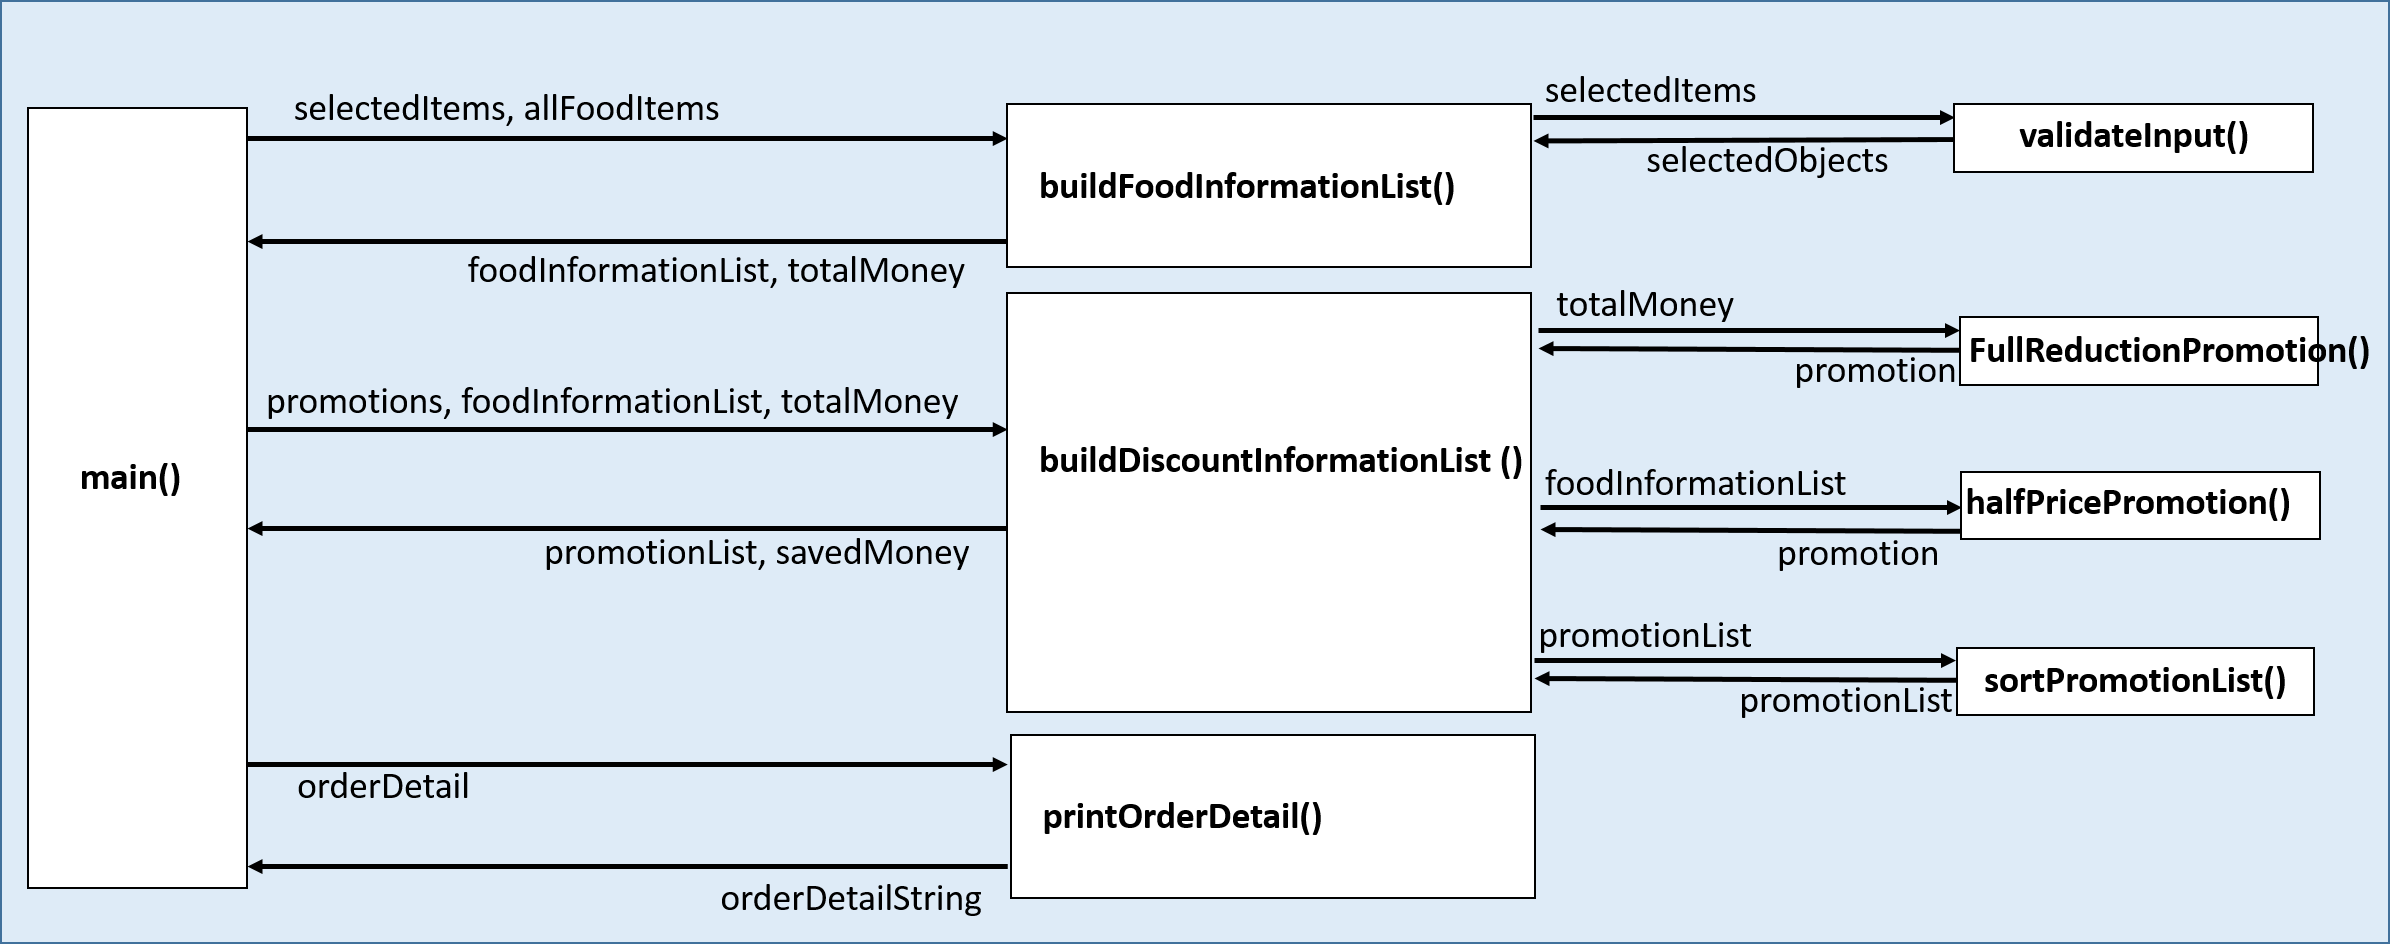 selectedItems, allFoodItems
main()
foodInformationList, totalMoney
promotions, foodInformationList, totalMoney
promotionList, savedMoney
orderDetail
orderDetailString
buildFoodInformationList()
buildDiscountInformationList ()
printOrderDetail()
selectedItems
validateInput()
selectedObjects
totalMoney
FullReductionPromotion()
promotion
foodInformationList
halfPricePromotion()
promotion
promotionList
sortPromotionList()
promotionList